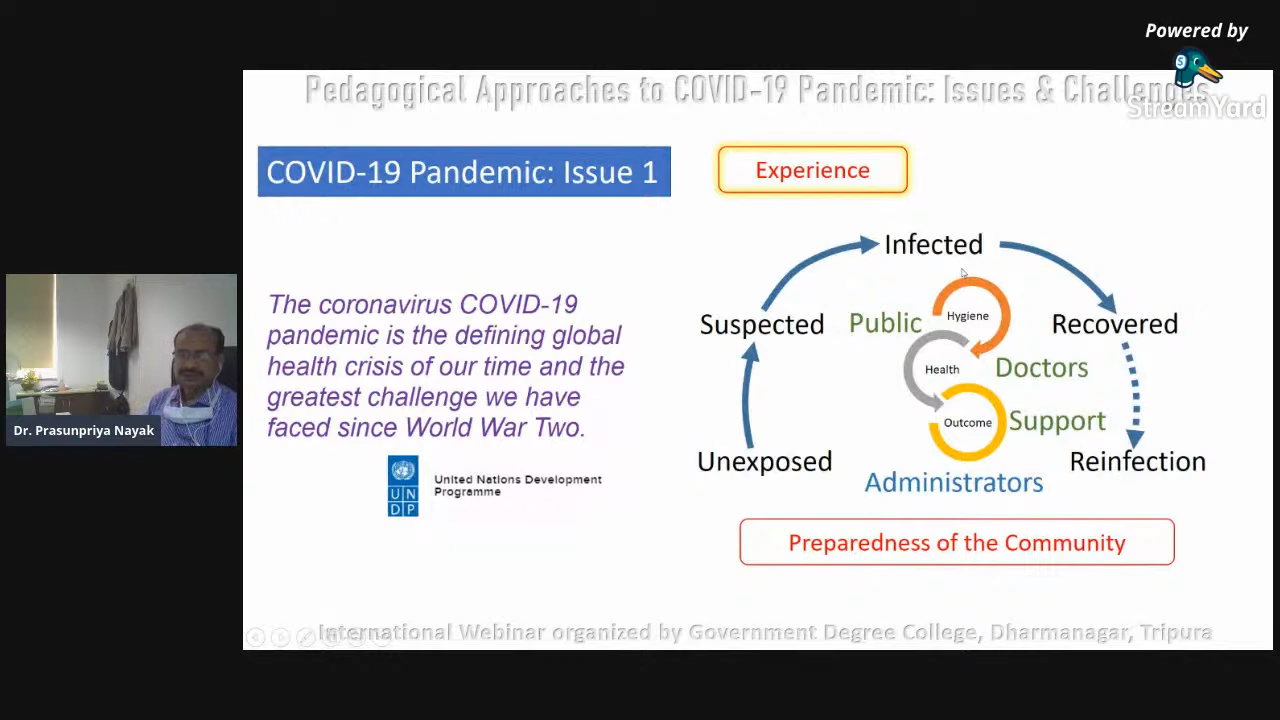 Powered by
StreamYard
Pedagogical Approaches to COVID-19 Pandemic: Issues & Challenges
COVID-19 Pandemic: Issue 1
Experience
The coronavirus COVID-19
pandemic is the defining global
health crisis of our time and the
greatest challenge we have
faced since World War Two.
UN
DP
United Nations Development
Programme
Infected
Suspected
Public
Hygiene
Recovered
Health
Doctors
Outcome
Support
Unexposed
Reinfection
Administrators
Preparedness of the Community
Dr. Prasunpriya Nayak
International Webinar organized by Government Degree College, Dharmanagar, Tripura